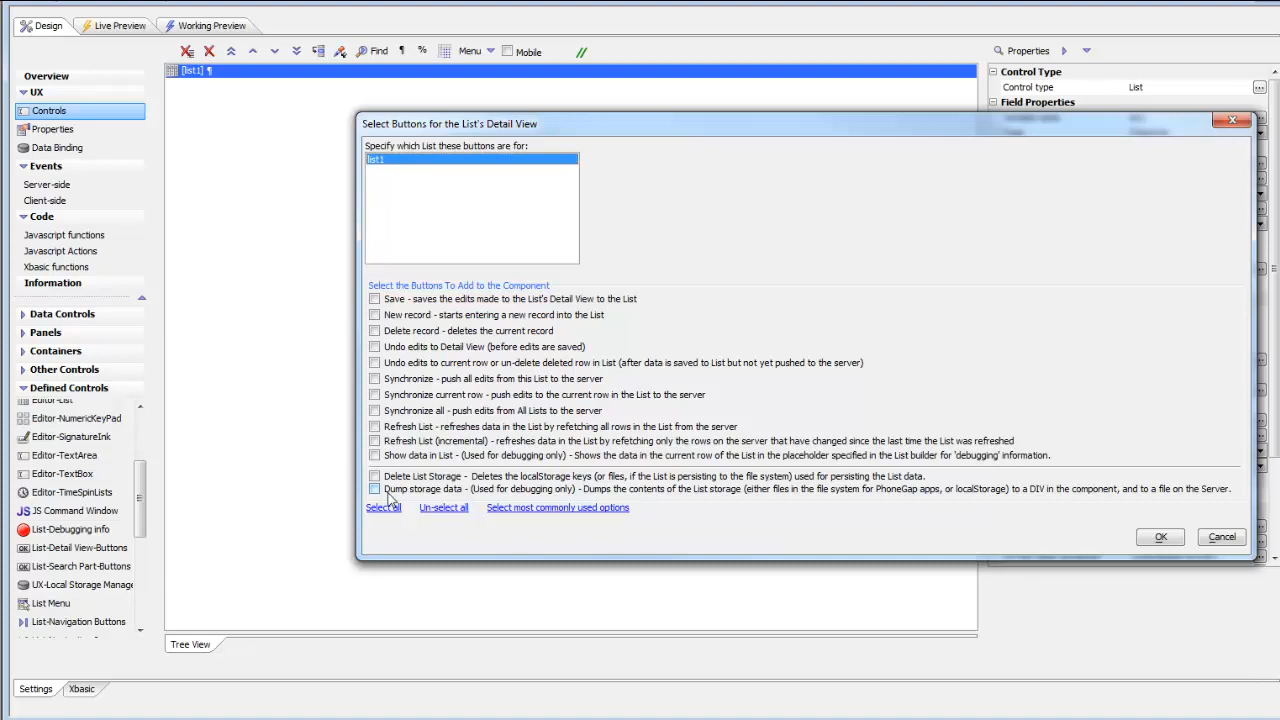 Design
Live Preview
Working Preview
Find
¶
%
Menu
Mobile
Properties
Overview
UX
Controls
Properties
Data Binding
Events
Server-side
Client-side
Code
Javascript functions
Javascript Actions
Xbasic functions
Information
Data Controls
Panels
Containers
Other Controls
Defined Controls
Editor-List
Editor-NumericKeyPad
Editor-SignatureInk
Editor-TextArea
Editor-TextBox
Editor-TimeSpinLists
JS JS Command Window
List-Debugging info
OK List-Detail View-Buttons
OK List-Search Part-Buttons
UX-Local Storage Manage
List Menu
List-Navigation Buttons
[list1] ¶
Control Type
Control type
List
Field Properties
Select Buttons for the List's Detail View
Specify which List these buttons are for:
list1
Select the Buttons To Add to the Component
Save - saves the edits made to the List's Detail View to the List
New record - starts entering a new record into the List
Delete record - deletes the current record
Undo edits to Detail View (before edits are saved)
Undo edits to current row or un-delete deleted row in List (after data is saved to List but not yet pushed to the server)
Synchronize - push all edits from this List to the server
Synchronize current row - push edits to the current row in the List to the server
Synchronize all - push edits from All Lists to the server
Refresh List - refreshes data in the List by refetching all rows in the List from the server
Refresh List (incremental) - refreshes data in the List by refetching only the rows on the server that have changed since the last time the List was refreshed
Show data in List - (Used for debugging only) - Shows the data in the current row of the List in the placeholder specified in the List builder for 'debugging' information.
Delete List Storage - Deletes the localStorage keys (or files, if the List is persisting to the file system) used for persisting the List data.
Dump storage data - (Used for debugging only) - Dumps the contents of the List storage (either files in the file system for PhoneGap apps, or localStorage) to a DIV in the component, and to a file on the Server.
Select all
Un-select all
Select most commonly used options
OK
Cancel
Tree View
Settings
Xbasic